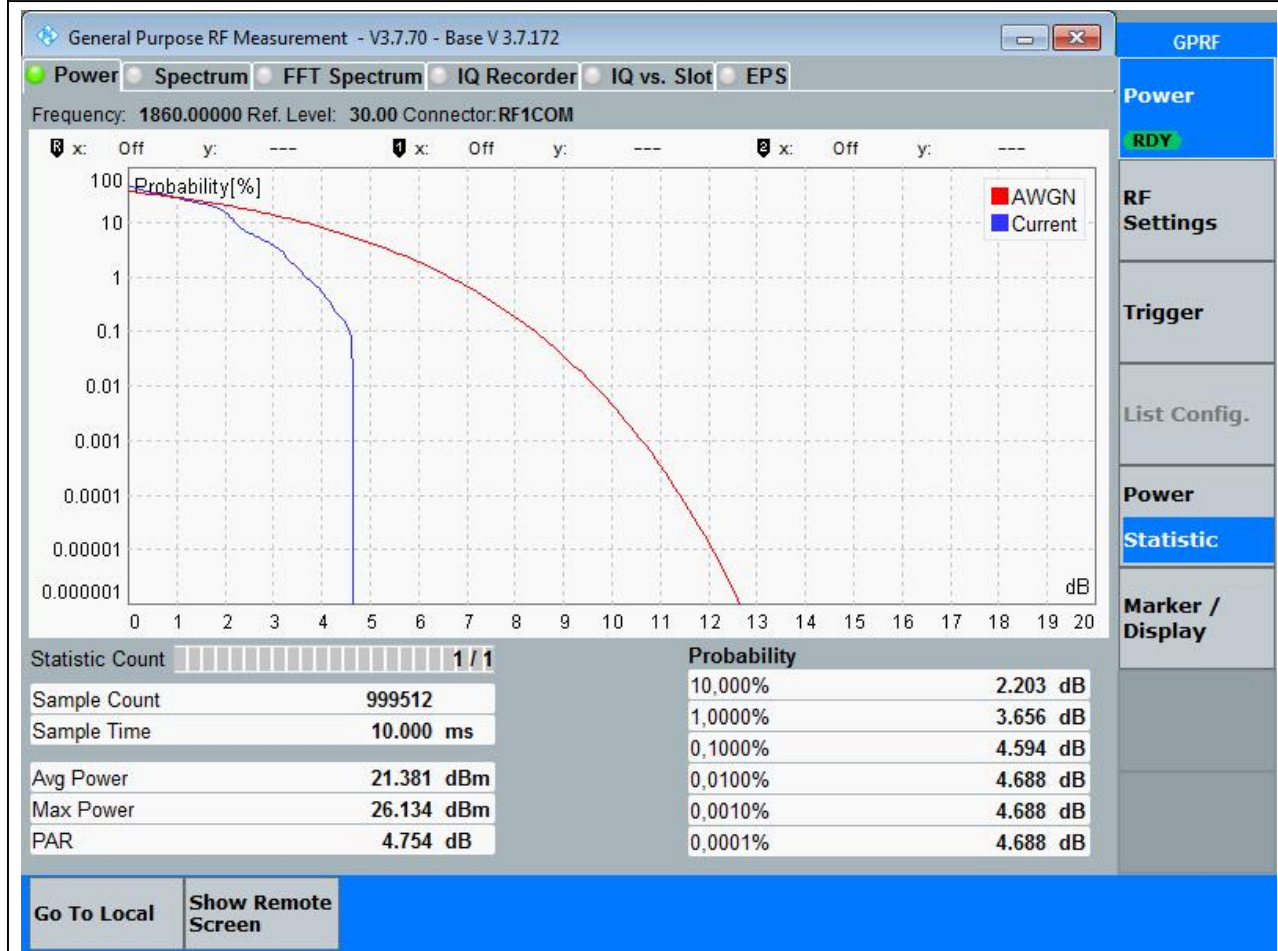 General Purpose RF Measurement - V3.7.70 - Base V 3.7.172
GPRF
Power Spectrum FFT Spectrum IQ Recorder IQ vs. Slot EPS
Frequency: 1860.00000 Ref. Level: 30.00 Connector: RF1COM
R x: Off y: --- 1 x: Off y: --- 2 x: Off y: ---
Probability[%]
AWGN
Current
100
10
1
0.1
0.01
0.001
0.0001
0.00001
0.000001
dB
0 1 2 3 4 5 6 7 8 9 10 11 12 13 14 15 16 17 18 19 20
Statistic Count 1 / 1
Sample Count 999512
Sample Time 10.000 ms
Avg Power 21.381 dBm
Max Power 26.134 dBm
PAR 4.754 dB
Probability
10,000% 2.203 dB
1,0000% 3.656 dB
0,1000% 4.594 dB
0,0100% 4.688 dB
0,0010% 4.688 dB
0,0001% 4.688 dB
Power
RDY
RF
Settings
Trigger
List Config.
Power
Statistic
Marker /
Display
Go To Local
Show Remote
Screen